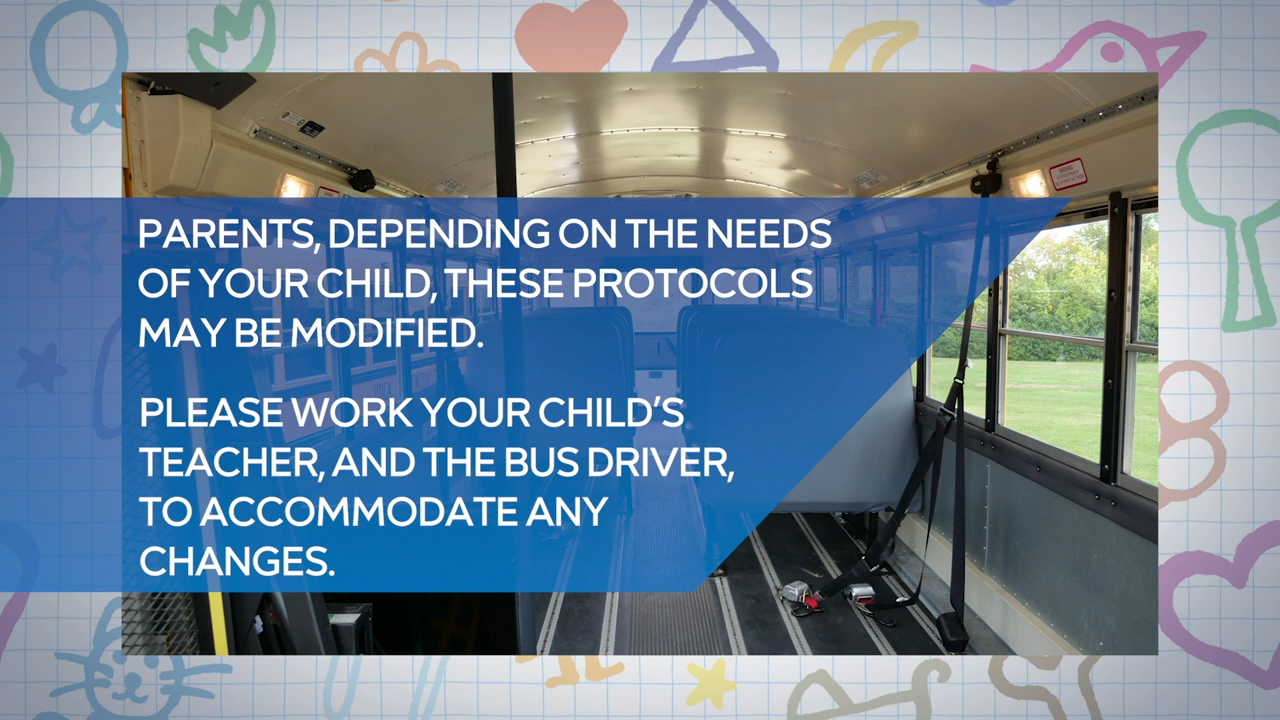 PARENTS, DEPENDING ON THE NEEDS
OF YOUR CHILD, THESE PROTOCOLS
MAY BE MODIFIED.
PLEASE WORK YOUR CHILD’S
TEACHER, AND THE BUS DRIVER,
TO ACCOMMODATE ANY
CHANGES.